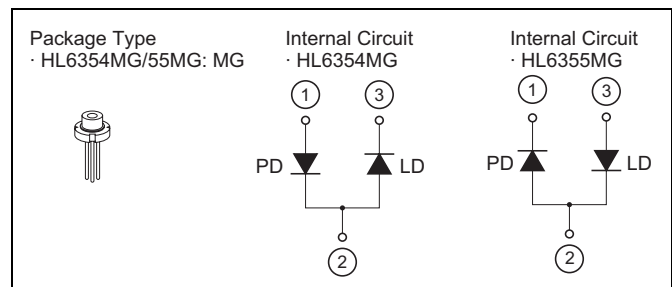 Package Type
· HL6354MG/55MG: MG
Internal Circuit
· HL6354MG
1
3
PD
LD
2
Internal Circuit
· HL6355MG
1
3
PD
LD
2